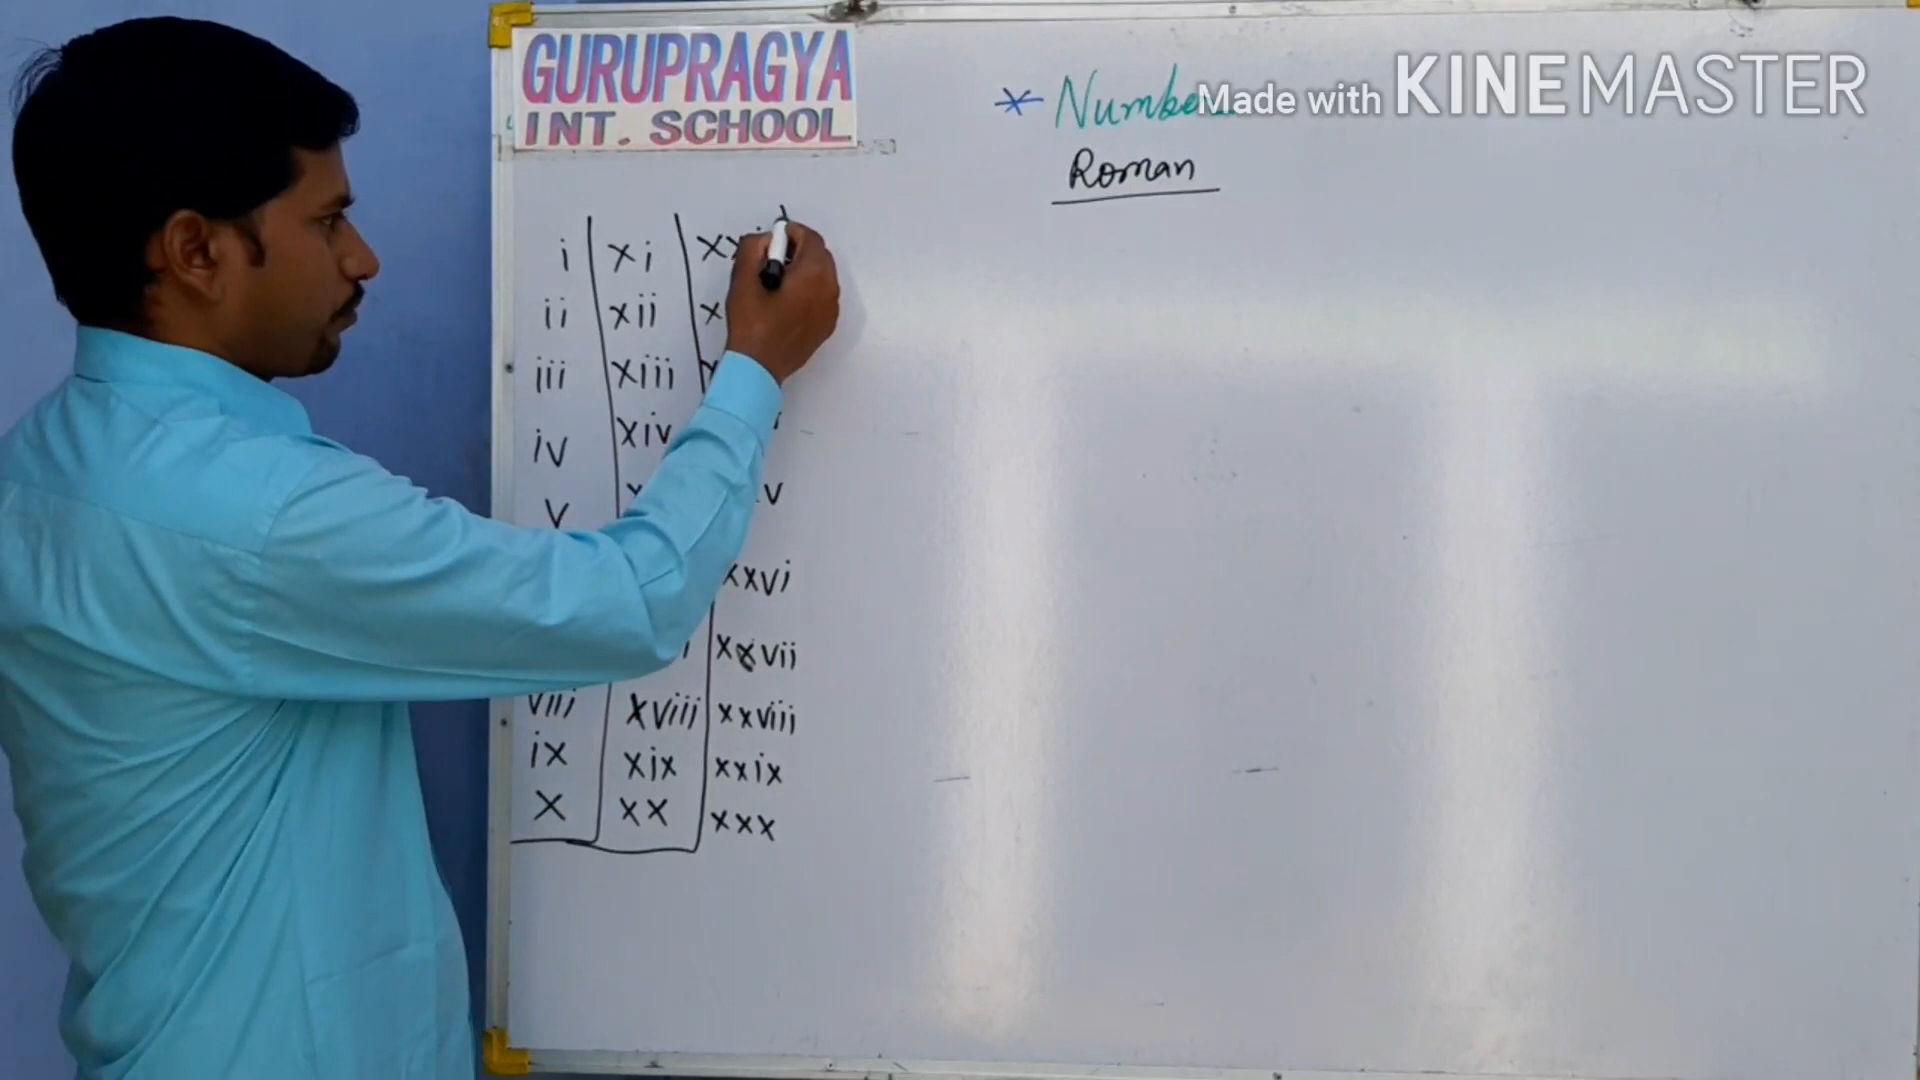 GURUPRAGYA
INT. SCHOOL
Made with KINEMASTER
Roman
i
ii
iii
iv
v
viii
ix
x
xi
xii
xiii
xiv
xviii
xix
xx
xxvi
xxvii
xxviii
xxix
xxx